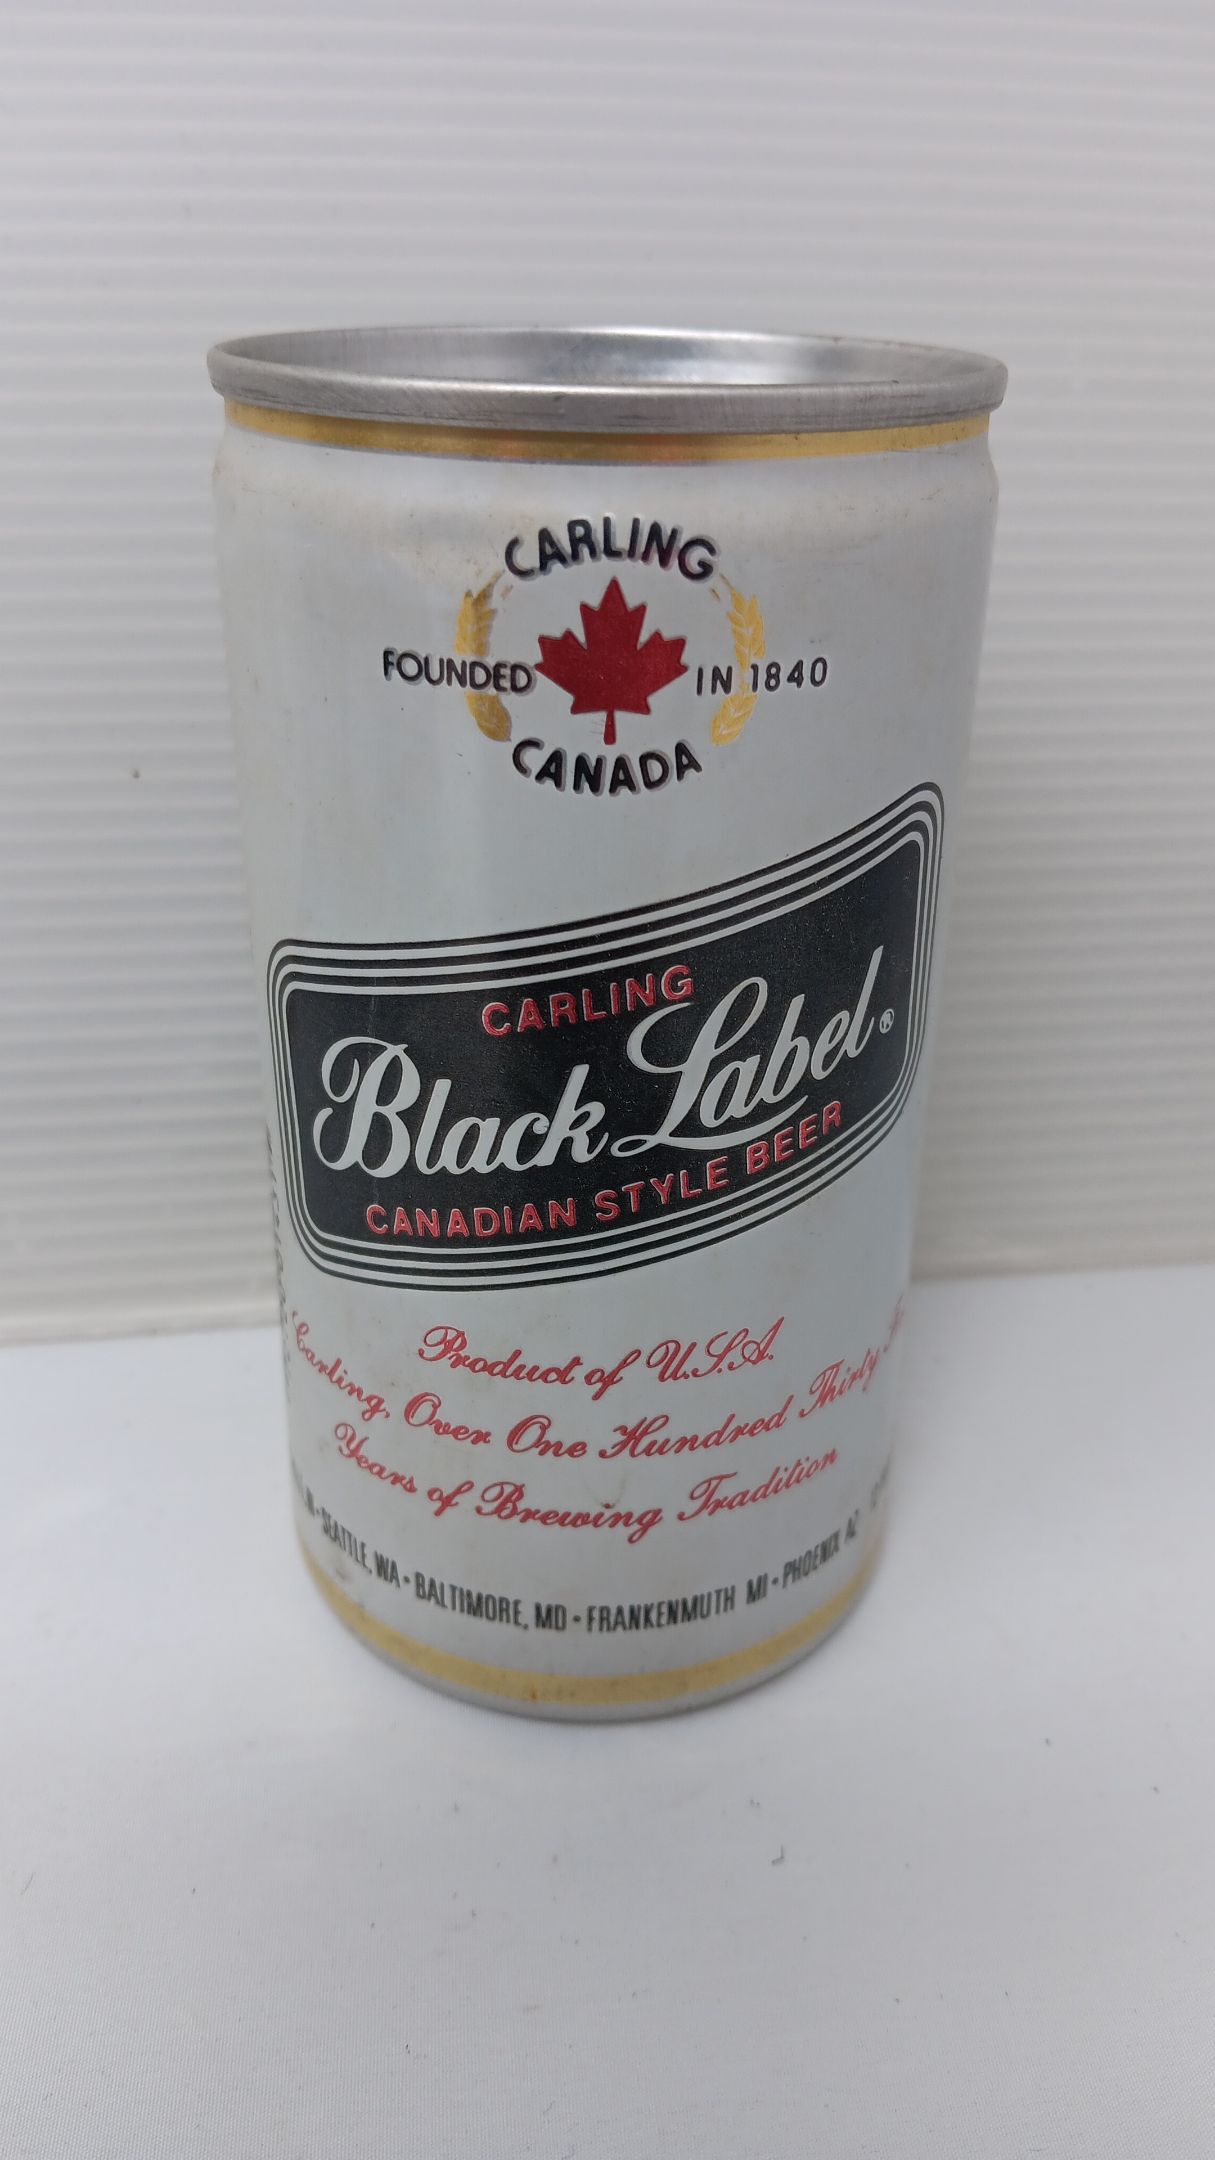 CARLING
FOUNDED IN 1840
CANADA
CARLING
Black Label®
CANADIAN STYLE BEER
Product of U.S.A.
Carling, Over One Hundred Thirty
Years of Brewing Tradition
SEATTLE, WA • BALTIMORE, MD • FRANKENMUTH MI • PHOENIX AZ